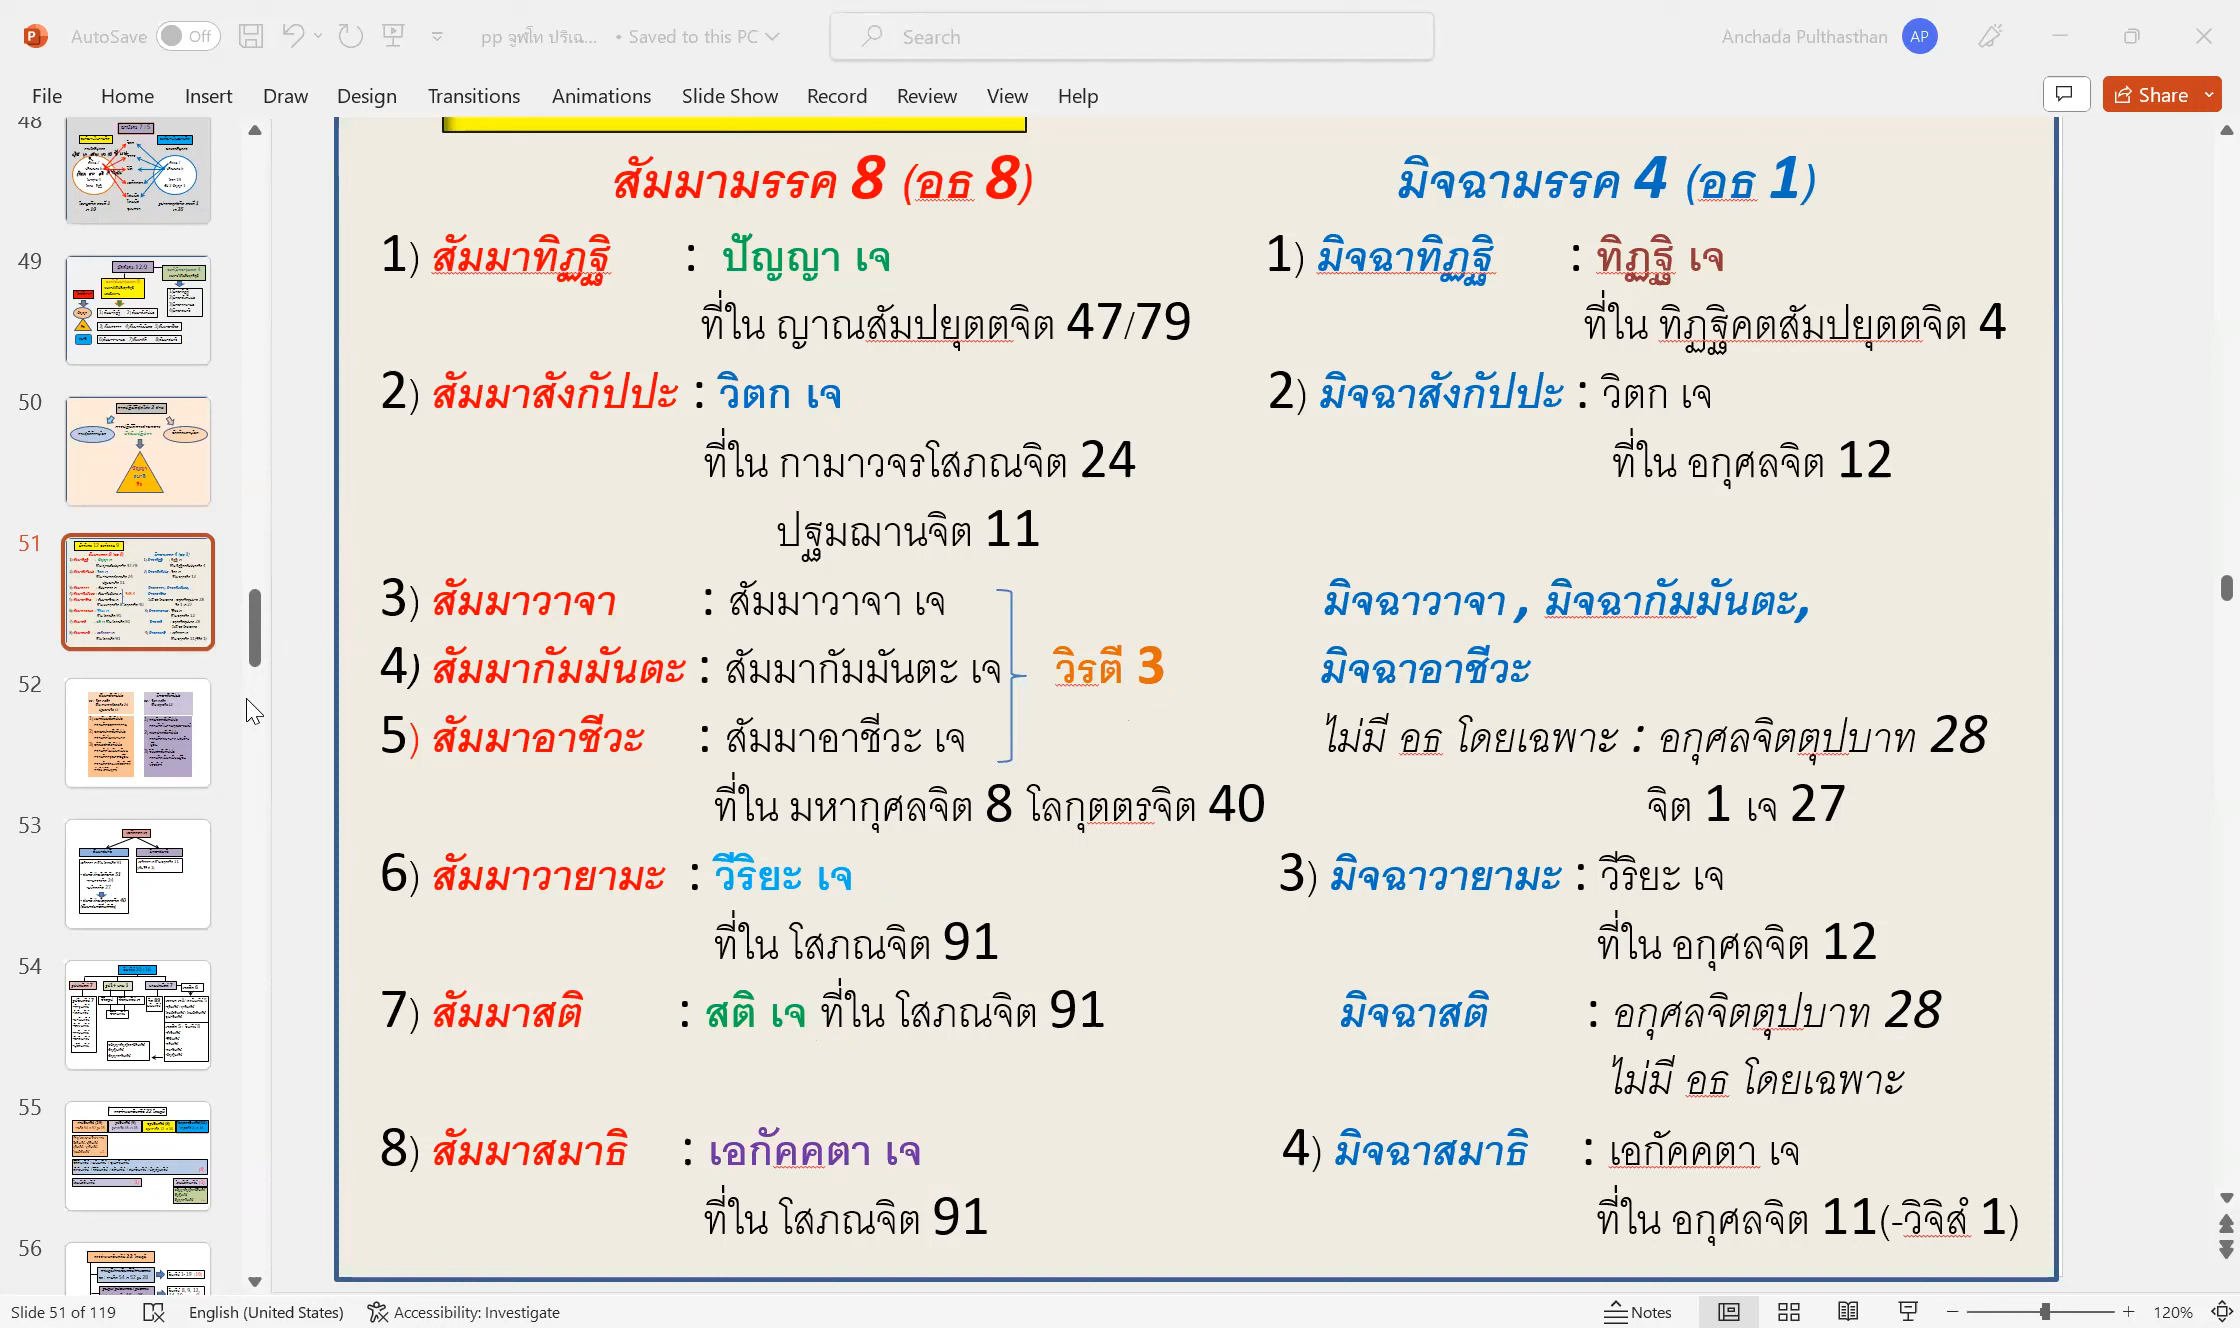 AutoSave Off
pp จูฬโท ปริเฉ... • Saved to this PC
Search
Anchada Pulthasthan AP
File Home Insert Draw Design Transitions Animations Slide Show Record Review View Help
Share
48
49
50
51
52
53
54
55
56
สัมมามรรค 8 (อธ 8)
1) สัมมาทิฏฐิ : ปัญญา เจ
ที่ใน ญาณสัมปยุตตจิต 47/79
2) สัมมาสังกัปปะ : วิตก เจ
ที่ใน กามาวจรโสภณจิต 24
ปฐมฌานจิต 11
3) สัมมาวาจา : สัมมาวาจา เจ
4) สัมมากัมมันตะ : สัมมากัมมันตะ เจ
วิรตี 3
5) สัมมาอาชีวะ : สัมมาอาชีวะ เจ
ที่ใน มหากุศลจิต 8 โลกุตตรจิต 40
6) สัมมาวายามะ : วีริยะ เจ
ที่ใน โสภณจิต 91
7) สัมมาสติ : สติ เจ ที่ใน โสภณจิต 91
8) สัมมาสมาธิ : เอกัคคตา เจ
ที่ใน โสภณจิต 91
มิจฉามรรค 4 (อธ 1)
1) มิจฉาทิฏฐิ : ทิฏฐิ เจ
ที่ใน ทิฏฐิคตสัมปยุตตจิต 4
2) มิจฉาสังกัปปะ : วิตก เจ
ที่ใน อกุศลจิต 12
มิจฉาวาจา , มิจฉากัมมันตะ,
มิจฉาอาชีวะ
ไม่มี อธ โดยเฉพาะ : อกุศลจิตตุปบาท 28
จิต 1 เจ 27
3) มิจฉาวายามะ : วีริยะ เจ
ที่ใน อกุศลจิต 12
มิจฉาสติ : อกุศลจิตตุปบาท 28
ไม่มี อธ โดยเฉพาะ
4) มิจฉาสมาธิ : เอกัคคตา เจ
ที่ใน อกุศลจิต 11(-วิจิสํ 1)
Slide 51 of 119 English (United States) Accessibility: Investigate
Notes 120%